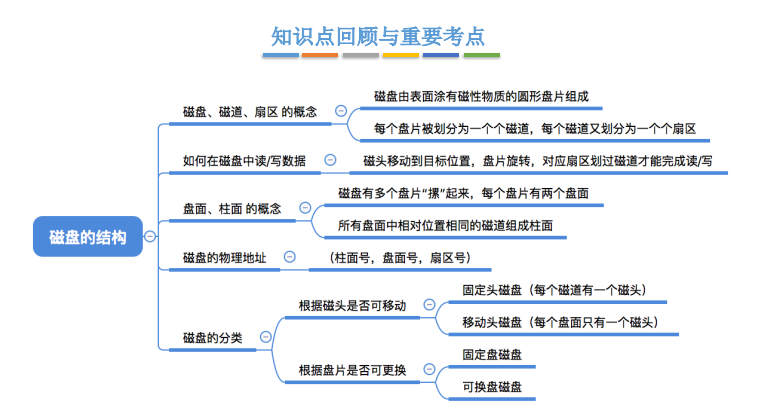 知识点回顾与重要考点
磁盘的结构
磁盘、磁道、扇区 的概念
磁盘由表面涂有磁性物质的圆形盘片组成
每个盘片被划分为一个个磁道，每个磁道又划分为一个个扇区
如何在磁盘中读/写数据
磁头移动到目标位置，盘片旋转，对应扇区划过磁道才能完成读/写
盘面、柱面 的概念
磁盘有多个盘片“摞”起来，每个盘片有两个盘面
所有盘面中相对位置相同的磁道组成柱面
磁盘的物理地址
（柱面号，盘面号，扇区号）
磁盘的分类
根据磁头是否可移动
固定头磁盘（每个磁道有一个磁头）
移动头磁盘（每个盘面只有一个磁头）
根据盘片是否可更换
固定盘磁盘
可换盘磁盘